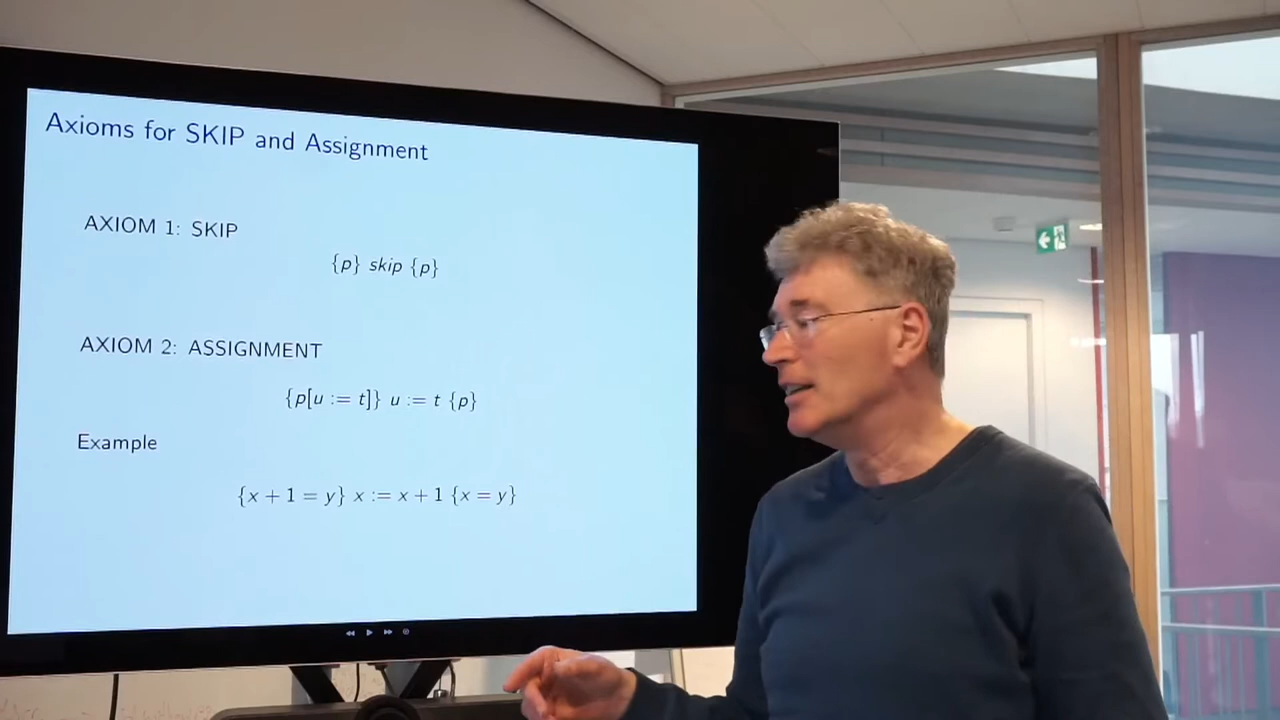 Axioms for SKIP and Assignment
AXIOM 1: SKIP
{p} skip {p}
AXIOM 2: ASSIGNMENT
{p[u := t]} u := t {p}
Example
{x + 1 = y} x := x + 1 {x = y}